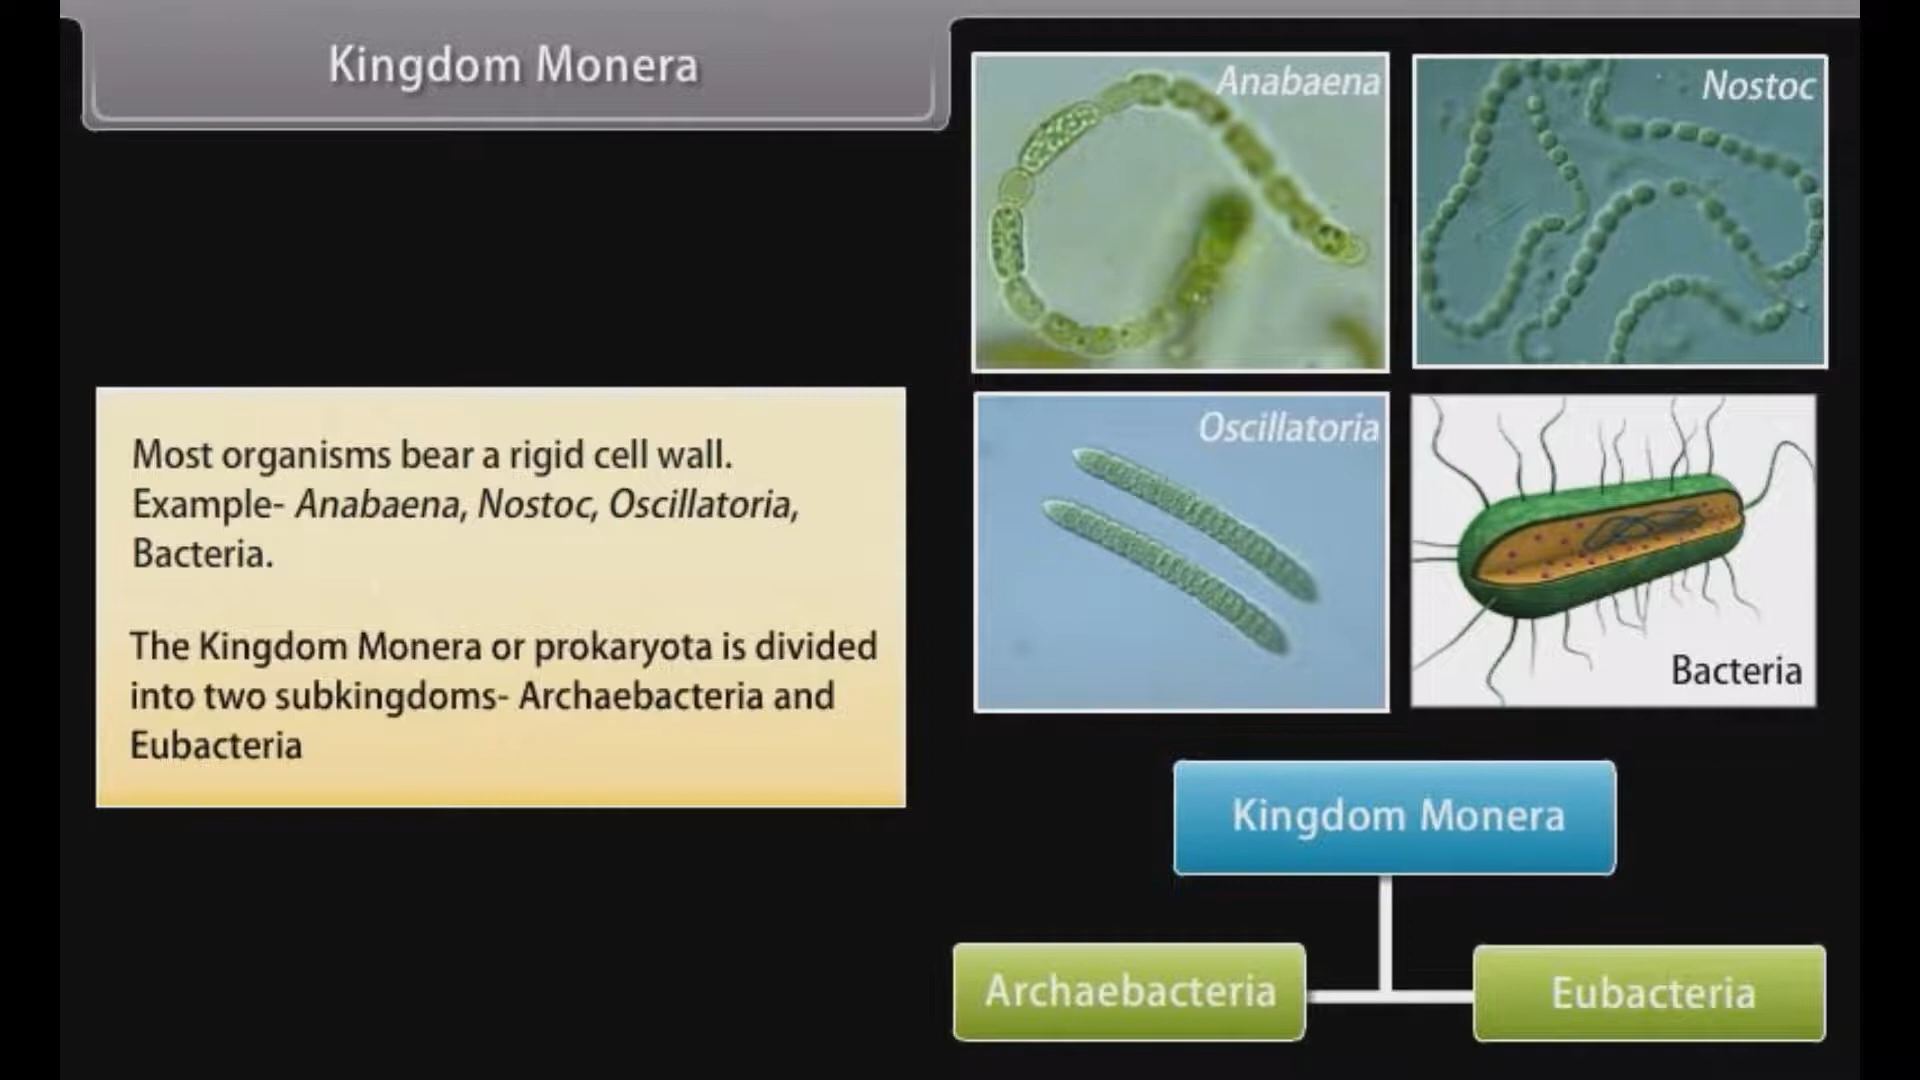 Kingdom Monera
Anabaena
Nostoc
Most organisms bear a rigid cell wall.
Example- Anabaena, Nostoc, Oscillatoria,
Bacteria.
The Kingdom Monera or prokaryota is divided
into two subkingdoms- Archaebacteria and
Eubacteria
Oscillatoria
Bacteria
Kingdom Monera
Archaebacteria
Eubacteria